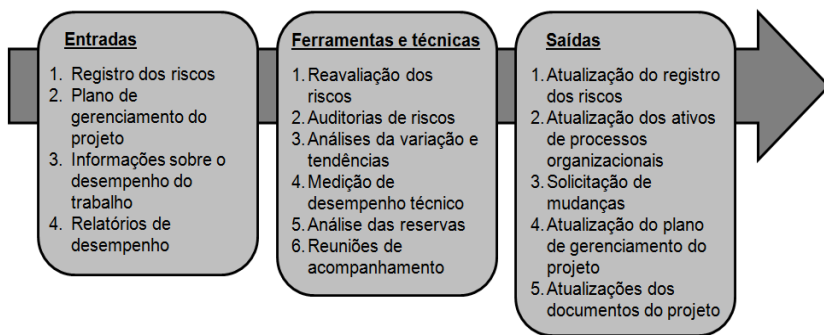 Entradas
1. Registro dos riscos
2. Plano de
gerenciamento do
projeto
3. Informações sobre o
desempenho do
trabalho
4. Relatórios de
desempenho
Ferramentas e técnicas
1. Reavaliação dos
riscos
2. Auditorias de riscos
3. Análises da variação e
tendências
4. Medição de
desempenho técnico
5. Análise das reservas
6. Reuniões de
acompanhamento
Saídas
1. Atualização do registro
dos riscos
2. Atualização dos ativos
de processos
organizacionais
3. Solicitação de
mudanças
4. Atualização do plano
de gerenciamento do
projeto
5. Atualizações dos
documentos do projeto